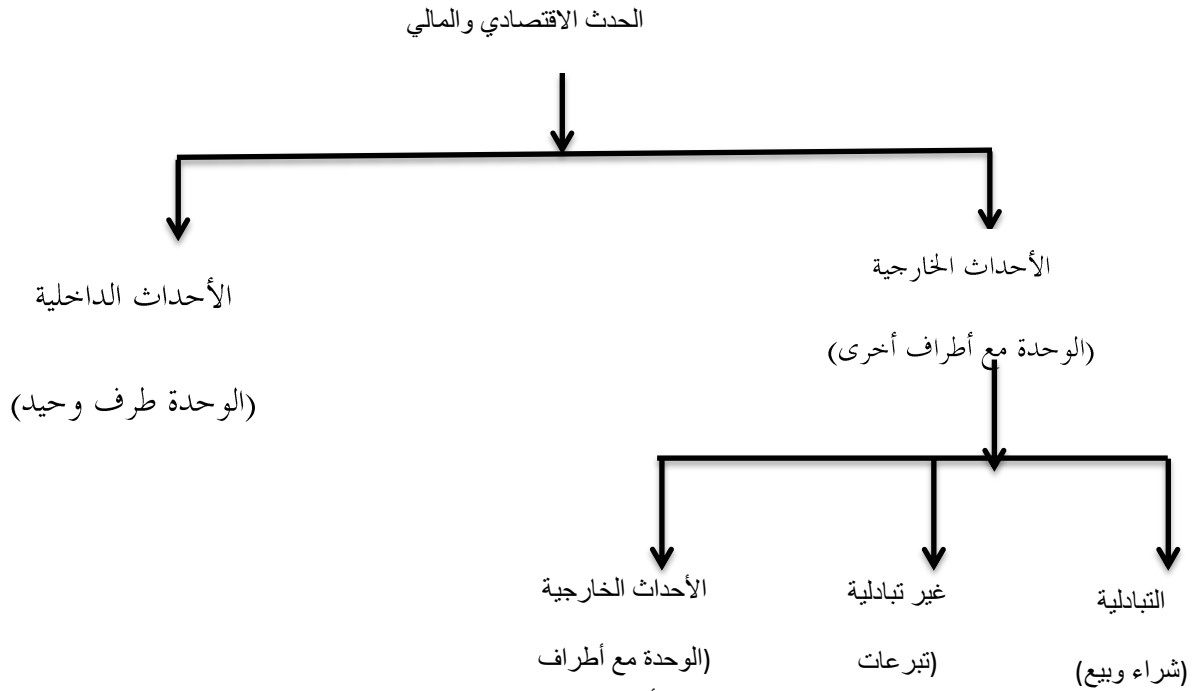 الحدث الاقتصادي والمالي
الأحداث الخارجية
(الوحدة مع أطراف أخرى)
الأحداث الداخلية
(الوحدة طرف وحيد)
التبادلية
(شراء وبيع)
غير تبادلية
(تبرعات
الأحداث الخارجية
(الوحدة مع أطراف